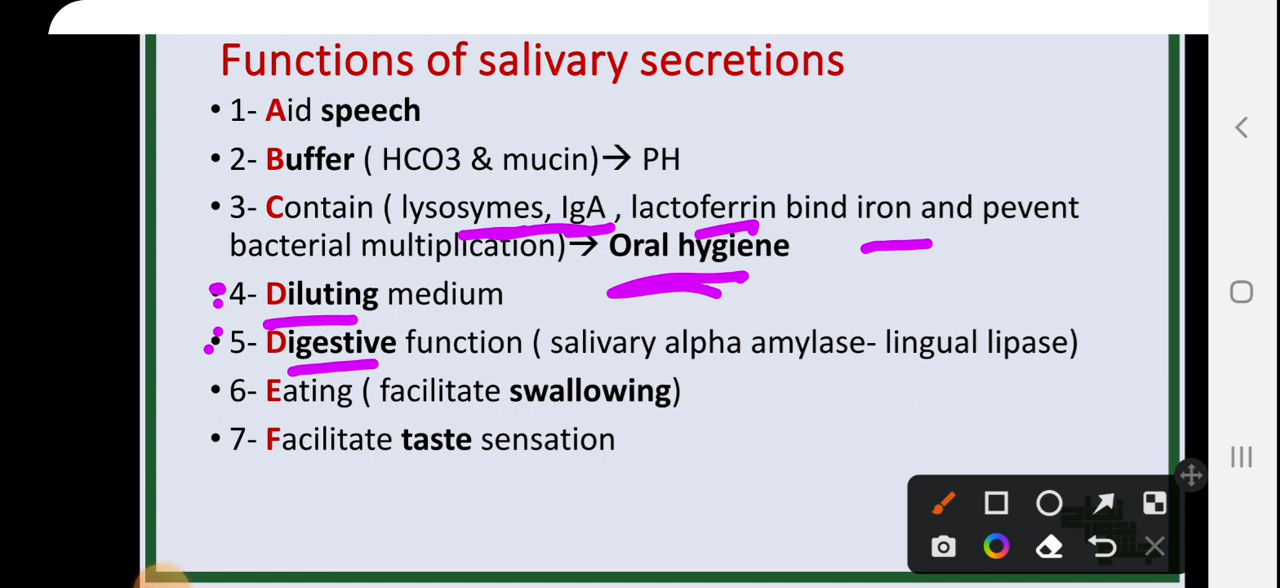 Functions of salivary secretions
• 1- Aid speech
• 2- Buffer ( HCO3 & mucin)→ PH
• 3- Contain ( lysosymes, IgA , lactoferrin bind iron and pevent
bacterial multiplication)→ Oral hygiene
• 4- Diluting medium
• 5- Digestive function ( salivary alpha amylase- lingual lipase)
• 6- Eating ( facilitate swallowing)
• 7- Facilitate taste sensation